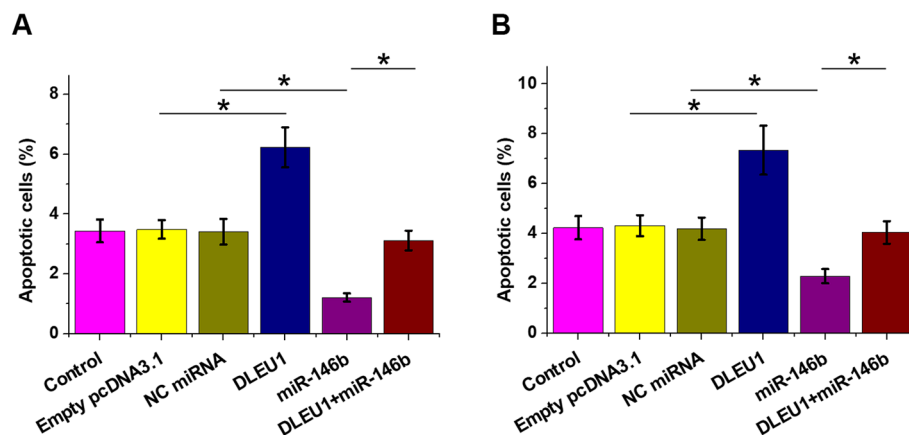 A
Apoptotic cells (%)
8
6
4
2
0
*
*
*
Control
Empty pcDNA3.1
NC miRNA
DLEU1
miR-146b
DLEU1+miR-146b
B
Apoptotic cells (%)
10
8
6
4
2
0
*
*
*
Control
Empty pcDNA3.1
NC miRNA
DLEU1
miR-146b
DLEU1+miR-146b